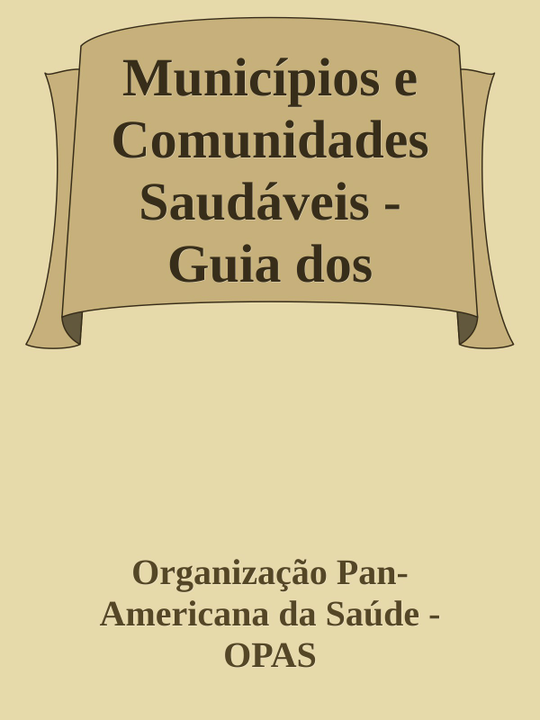 Municípios e
Comunidades
Saudáveis -
Guia dos
Organização Pan-
Americana da Saúde -
OPAS